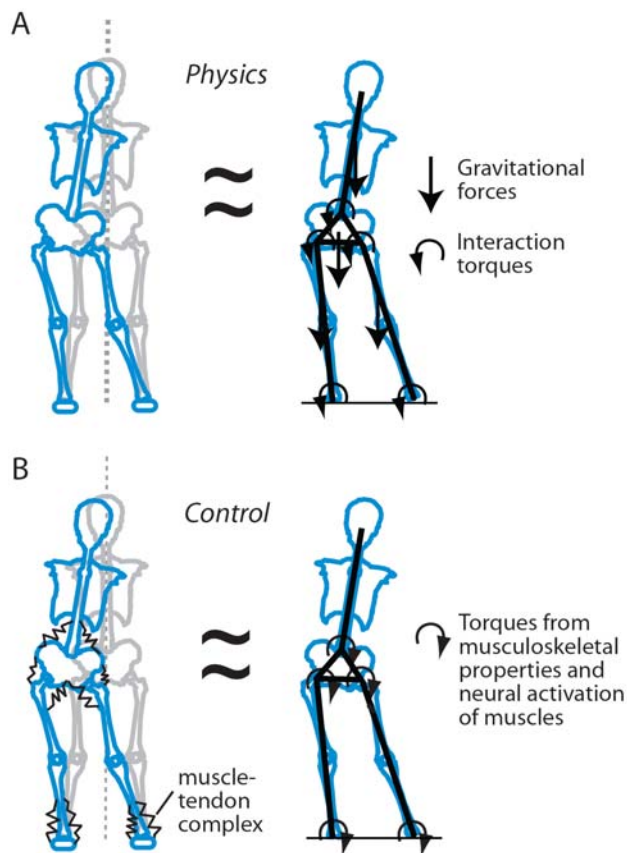 A
Physics
≈
Gravitational
forces
Interaction
torques
B
Control
≈
Torques from
musculoskeletal
properties and
neural activation
of muscles
muscle-
tendon
complex